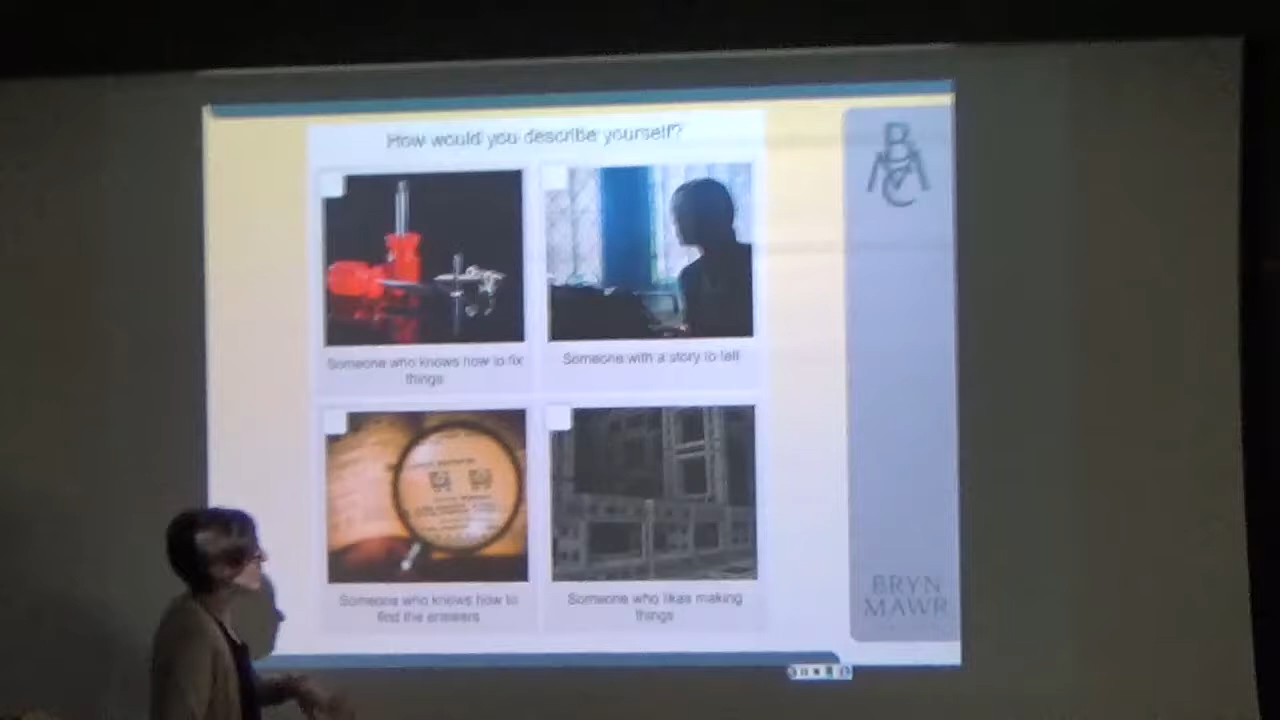 How would you describe yourself?
BMC
Someone who knows how to fix
things
Someone with a story to tell
Someone who knows how to
find the answers
Someone who likes making
things
BRYN
MAWR